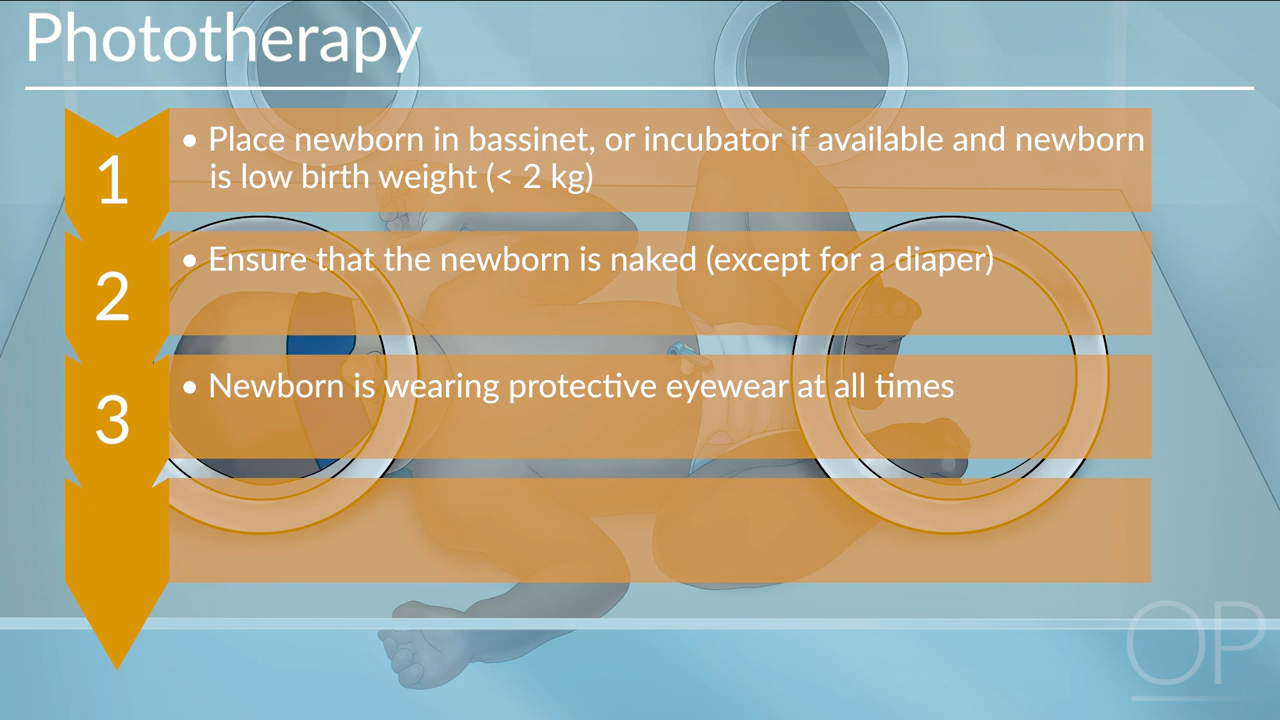 Phototherapy
1
• Place newborn in bassinet, or incubator if available and newborn
is low birth weight (< 2 kg)
2
• Ensure that the newborn is naked (except for a diaper)
3
• Newborn is wearing protective eyewear at all times
OP